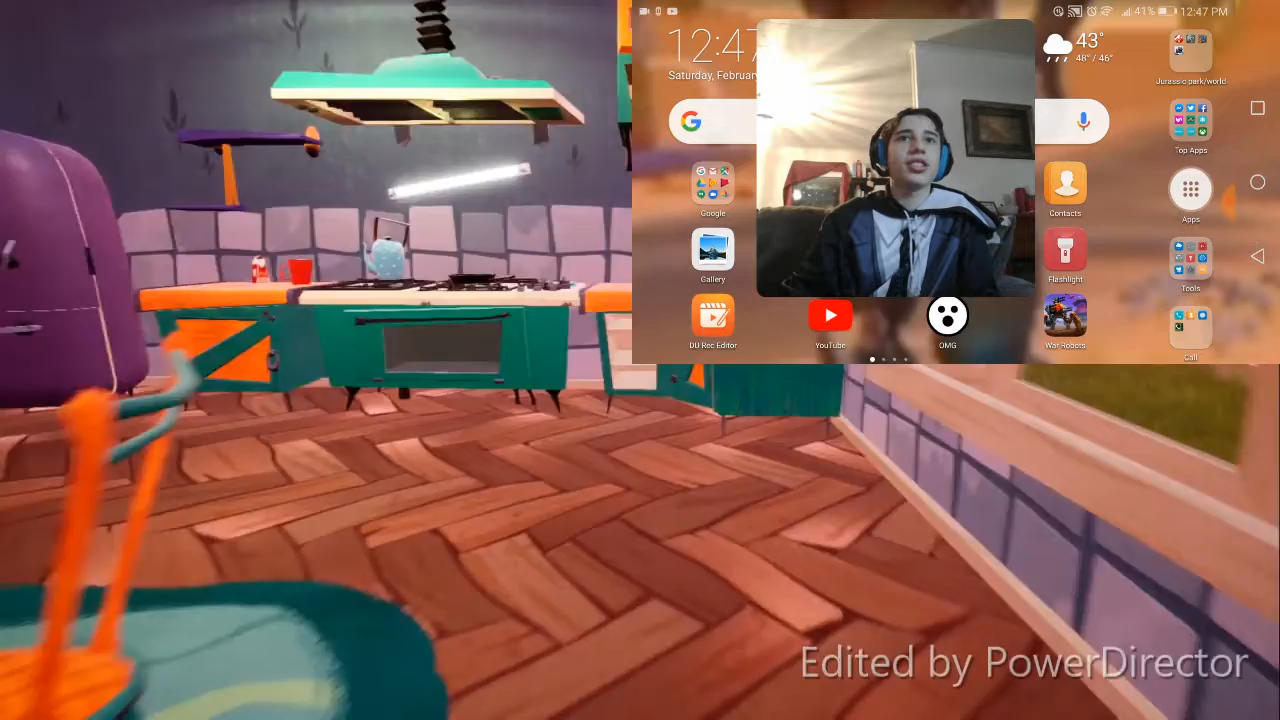 41% 12:47 PM
12:47
Saturday, February
43°
48° / 46°
Jurassic park/world
G
Top Apps
Google
Contacts
Apps
Gallery
Flashlight
Tools
DU Rec Editor
YouTube
OMG
War Robots
Call
Edited by PowerDirector